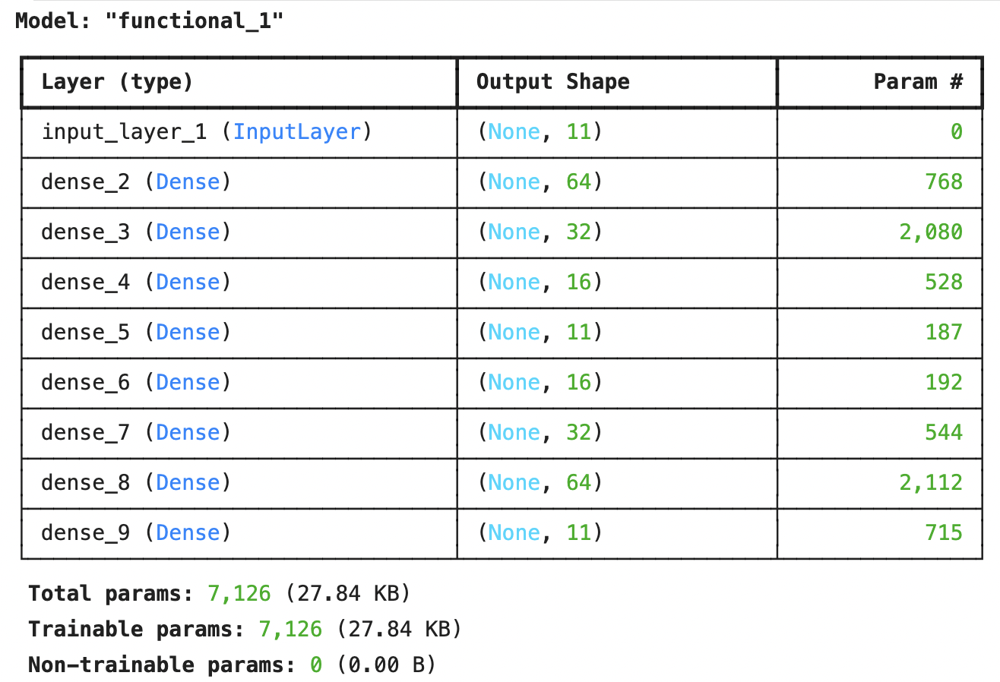 Model: "functional_1"
Layer (type) Output Shape Param #
input_layer_1 (InputLayer) (None, 11) 0
dense_2 (Dense) (None, 64) 768
dense_3 (Dense) (None, 32) 2,080
dense_4 (Dense) (None, 16) 528
dense_5 (Dense) (None, 11) 187
dense_6 (Dense) (None, 16) 192
dense_7 (Dense) (None, 32) 544
dense_8 (Dense) (None, 64) 2,112
dense_9 (Dense) (None, 11) 715
Total params: 7,126 (27.84 KB)
Trainable params: 7,126 (27.84 KB)
Non-trainable params: 0 (0.00 B)